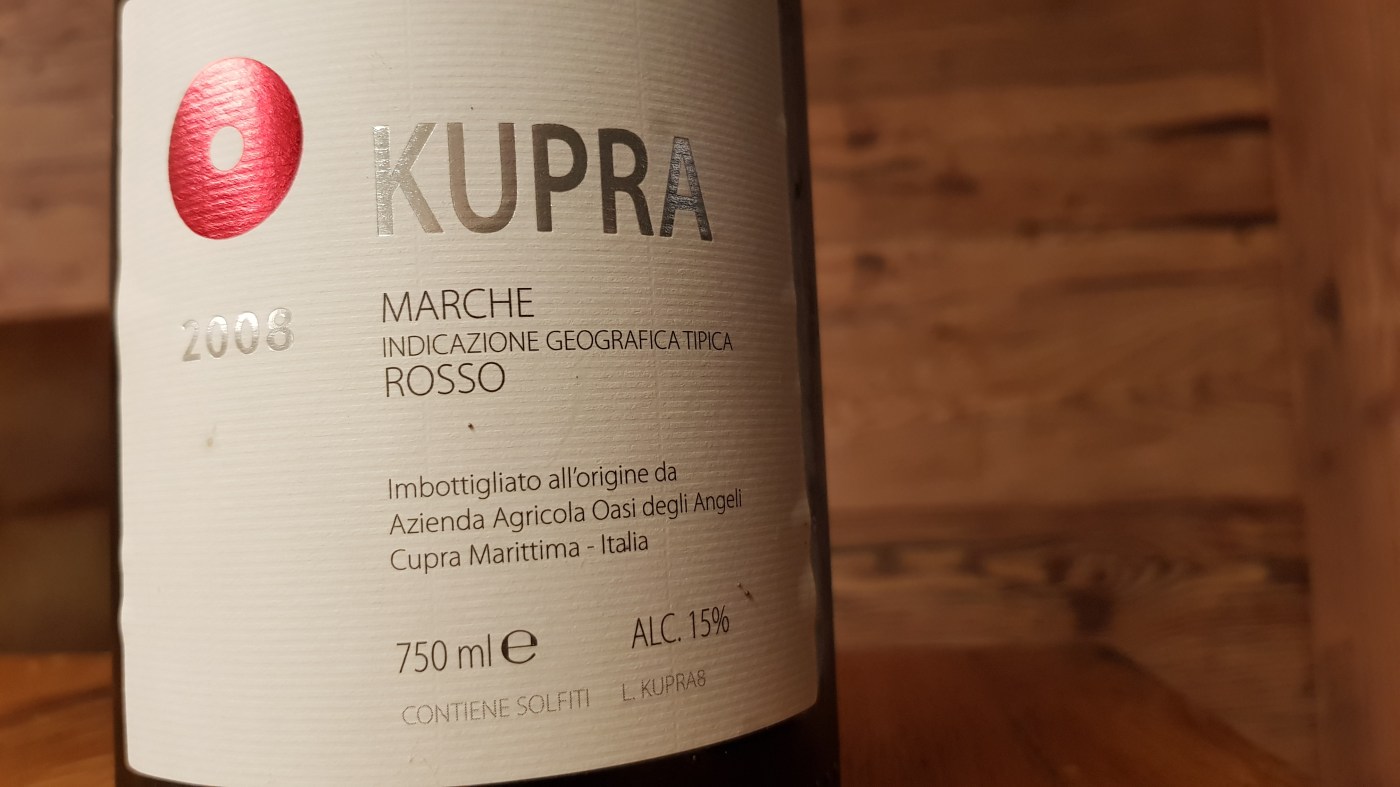 KUPRA
2008
MARCHE
INDICAZIONE GEOGRAFICA TIPICA
ROSSO
Imbottigliato all'origine da
Azienda Agricola Oasi degli Angeli
Cupra Marittima - Italia
750 ml e
ALC. 15%
CONTIENE SOLFITI
L. KUPRA8